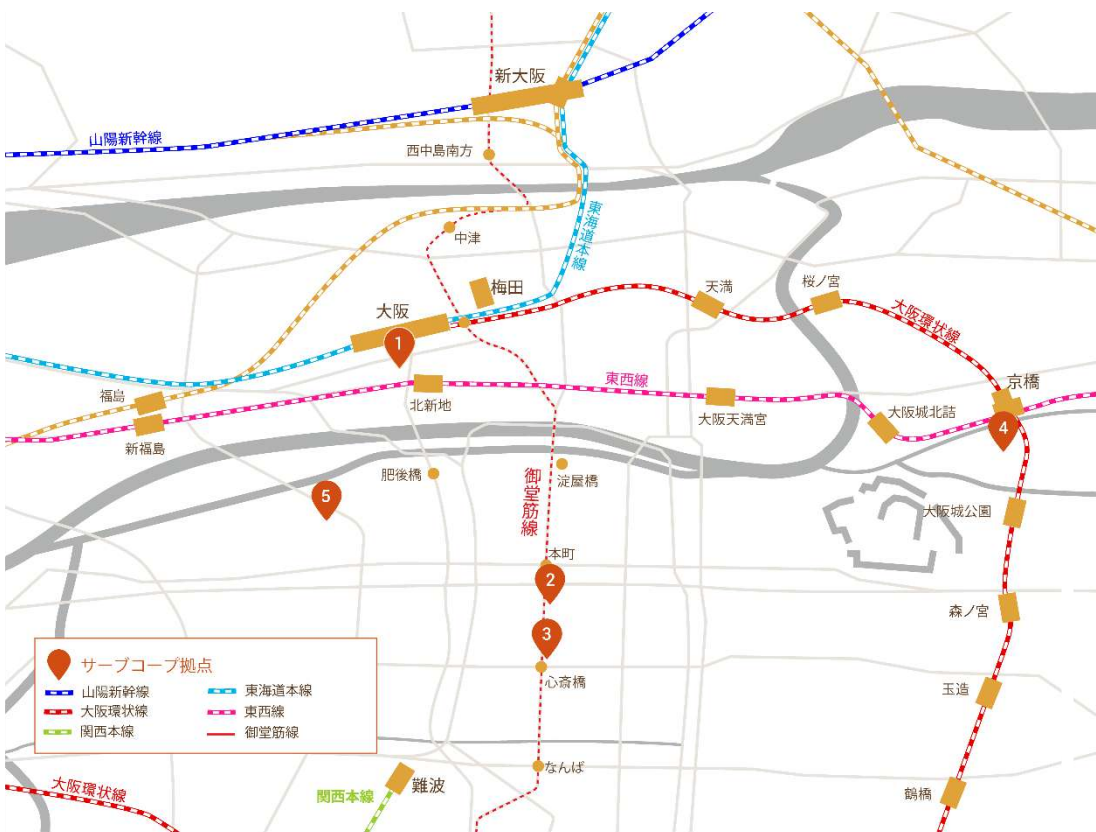 新大阪
山陽新幹線
西中島南方
東海道本線
中津
梅田
天満
桜ノ宮
大阪
大阪環状線
1
東西線
京橋
福島
北新地
大阪天満宮
大阪城北詰
4
新福島
御堂筋線
肥後橋
淀屋橋
5
大阪城公園
本町
2
森ノ宮
3
サーブコープ拠点
心斎橋
山陽新幹線
東海道本線
玉造
大阪環状線
東西線
関西本線
御堂筋線
なんば
大阪環状線
関西本線
難波
鶴橋